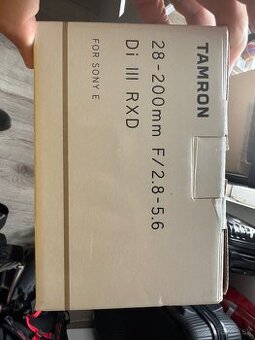 TAMRON
28-200mm F/2.8-5.6
Di III RXD
FOR SONY E